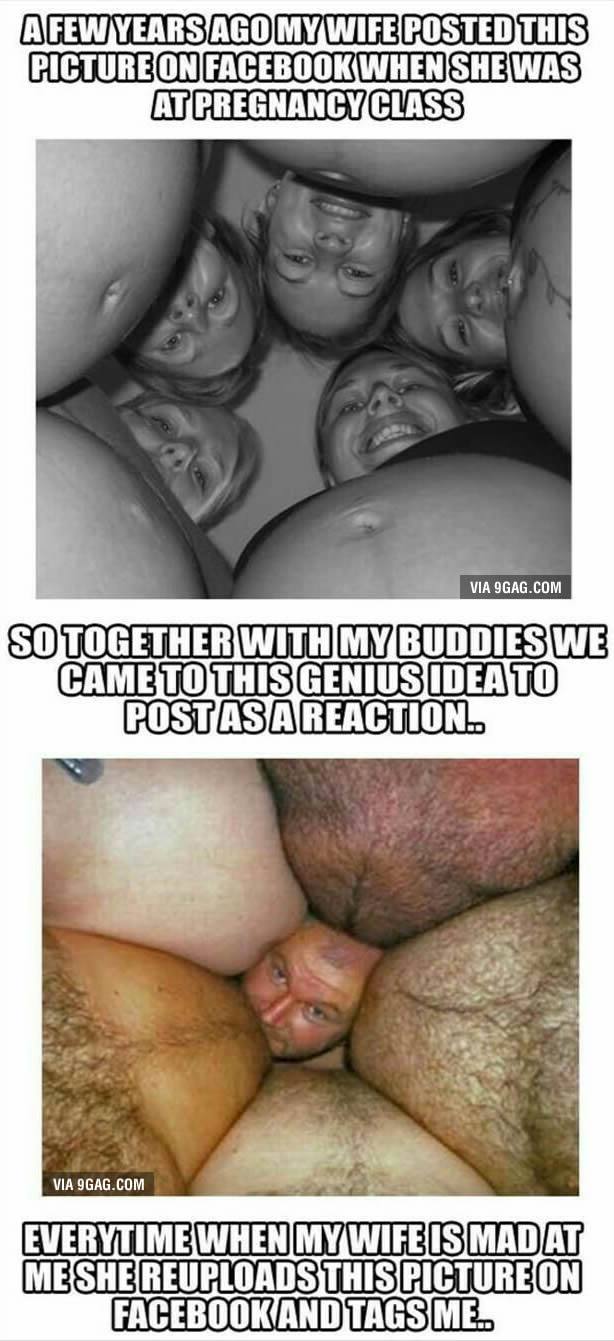 A FEW YEARS AGO MY WIFE POSTED THIS
PICTURE ON FACEBOOK WHEN SHE WAS
AT PREGNANCY CLASS
VIA 9GAG.COM
SO TOGETHER WITH MY BUDDIES WE
CAME TO THIS GENIUS IDEA TO
POST AS A REACTION..
VIA 9GAG.COM
EVERYTIME WHEN MY WIFE IS MAD AT
ME SHE REUPLOADS THIS PICTURE ON
FACEBOOK AND TAGS ME..